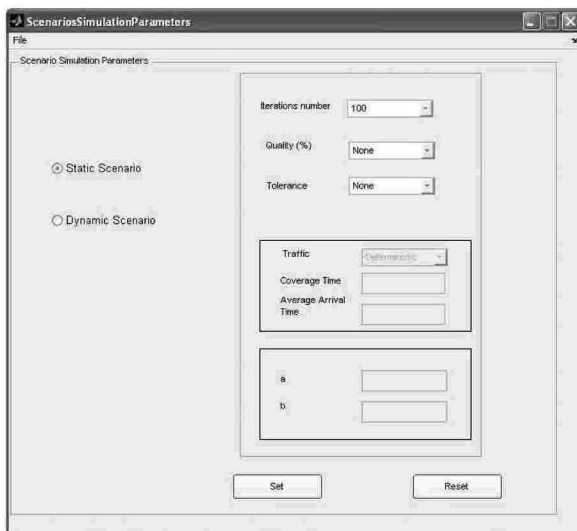 ScenariosSimulationParameters
File
Scenario Simulation Parameters
Static Scenario
Dynamic Scenario
Iterations number
100
Quality (%)
None
Tolerance
None
Traffic
Deterministic
Coverage Time
Average Arrival
Time
a
b
Set
Reset